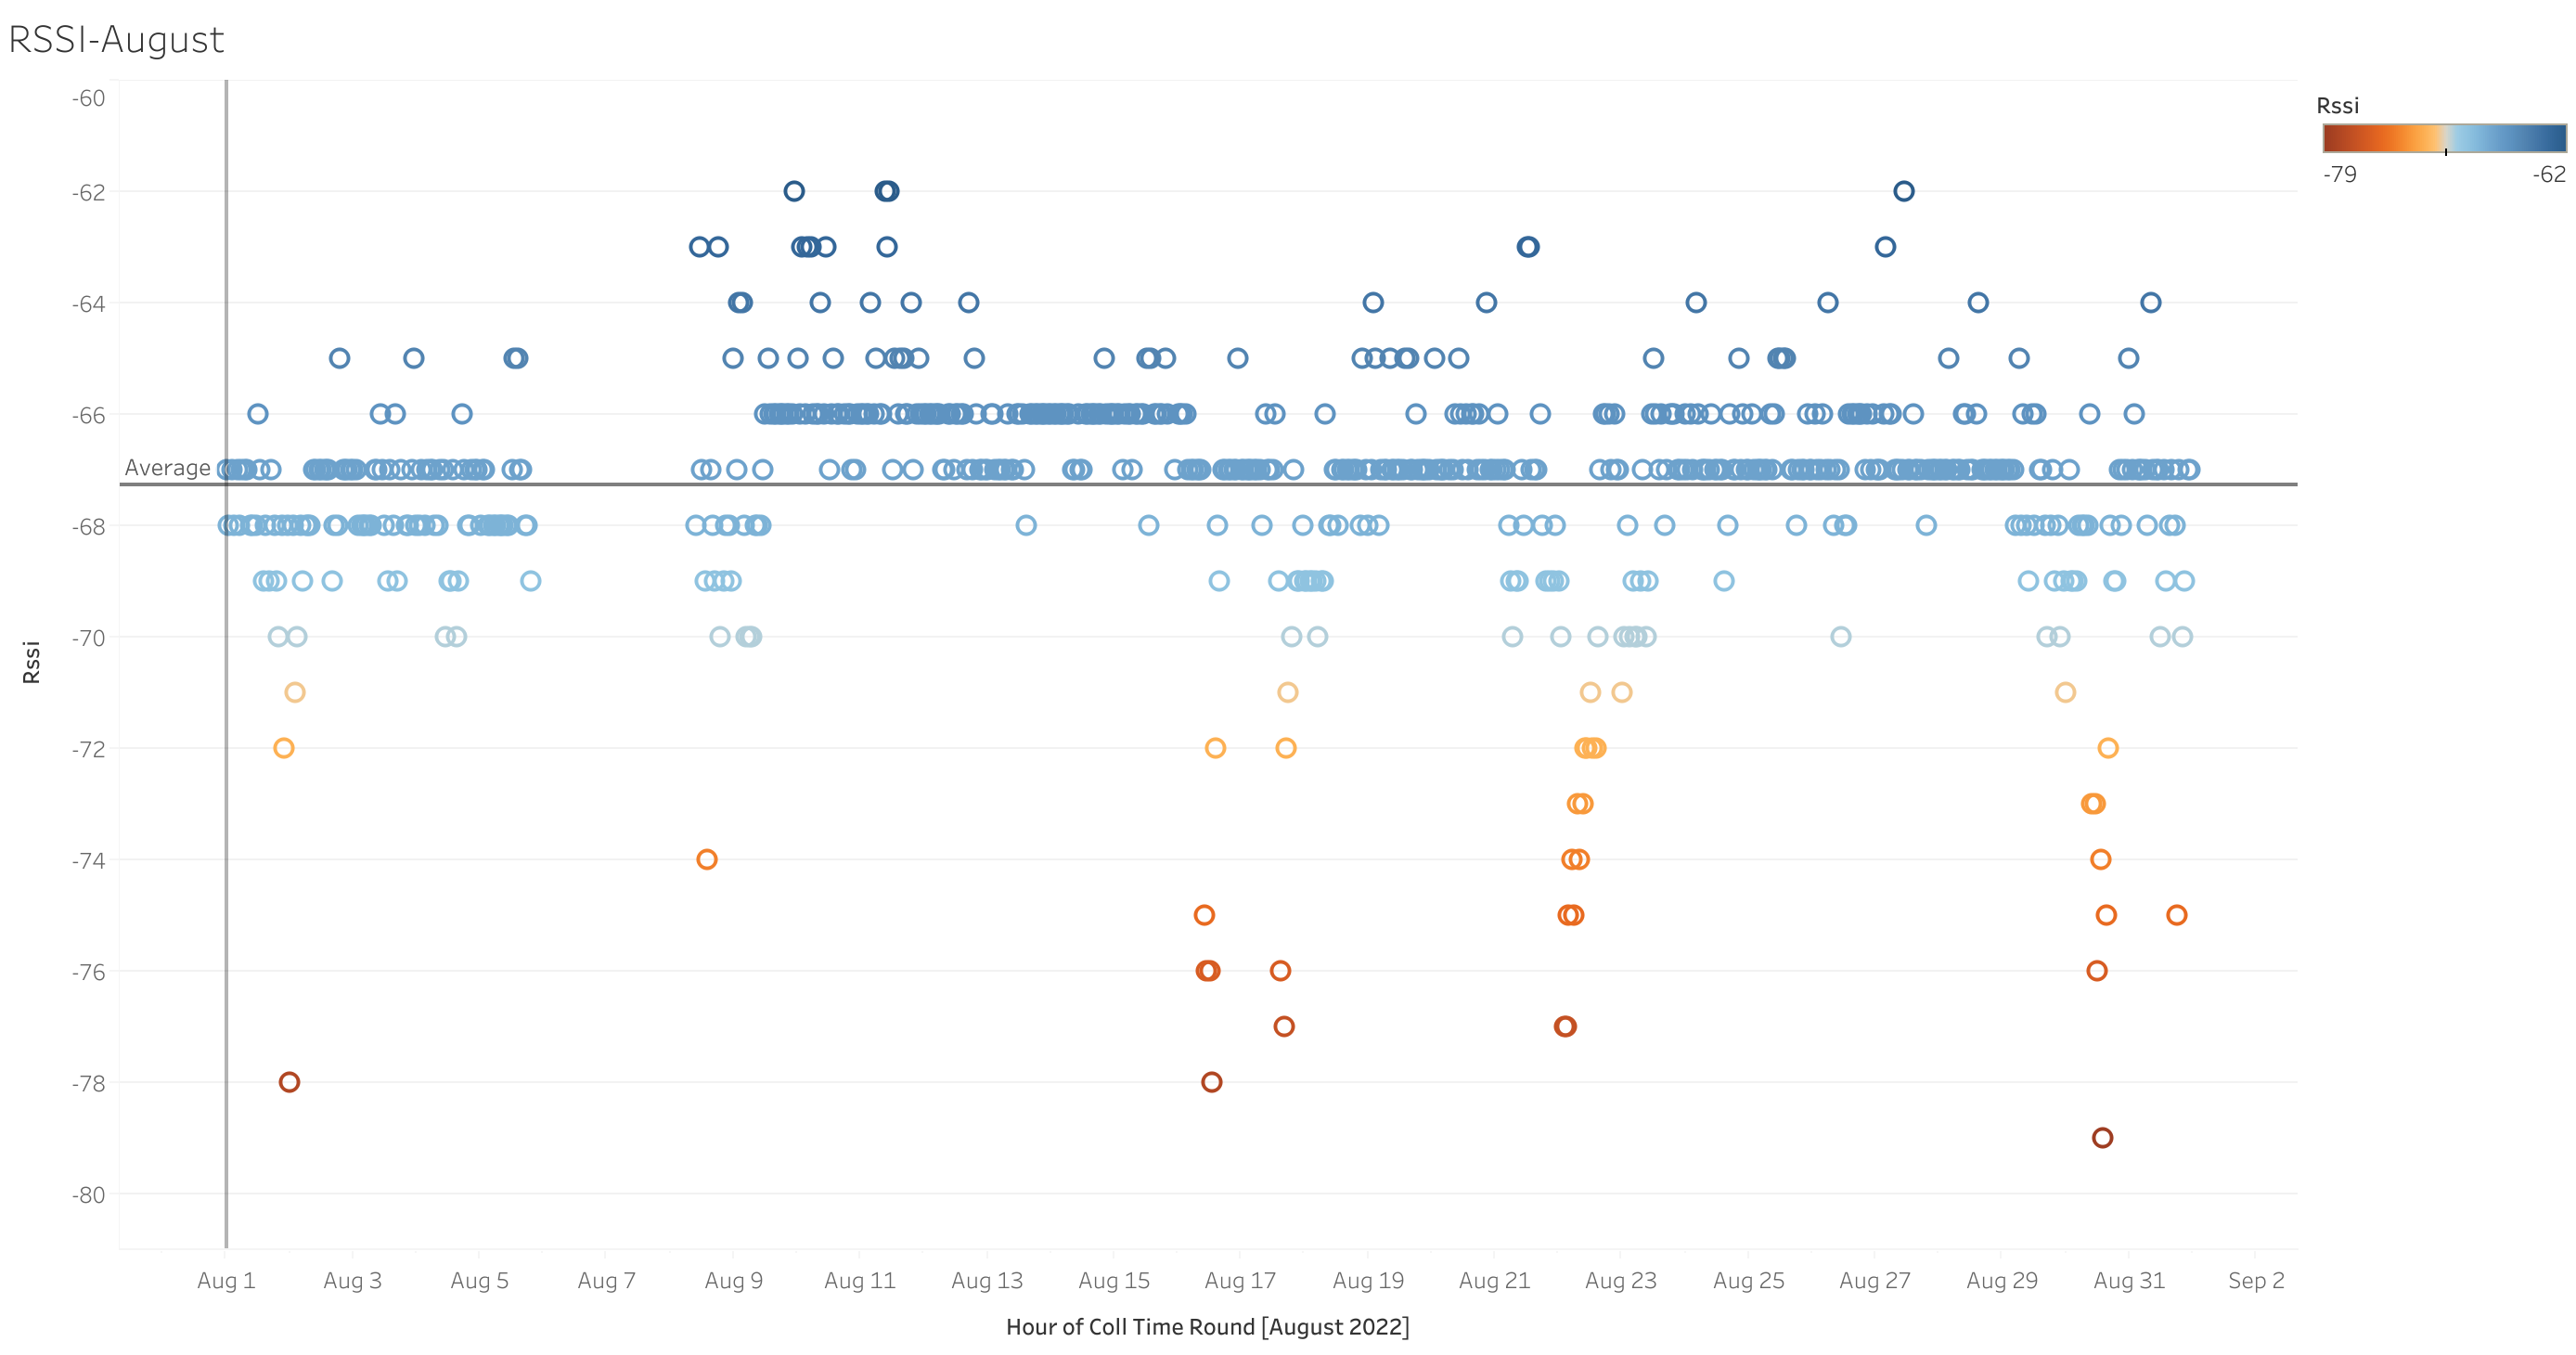 RSSI-August
Rssi
-79 -62
-60
-62
-64
-66
Average
-68
-70
-72
-74
-76
-78
-80
Rssi
Aug 1 Aug 3 Aug 5 Aug 7 Aug 9 Aug 11 Aug 13 Aug 15 Aug 17 Aug 19 Aug 21 Aug 23 Aug 25 Aug 27 Aug 29 Aug 31 Sep 2
Hour of Coll Time Round [August 2022]